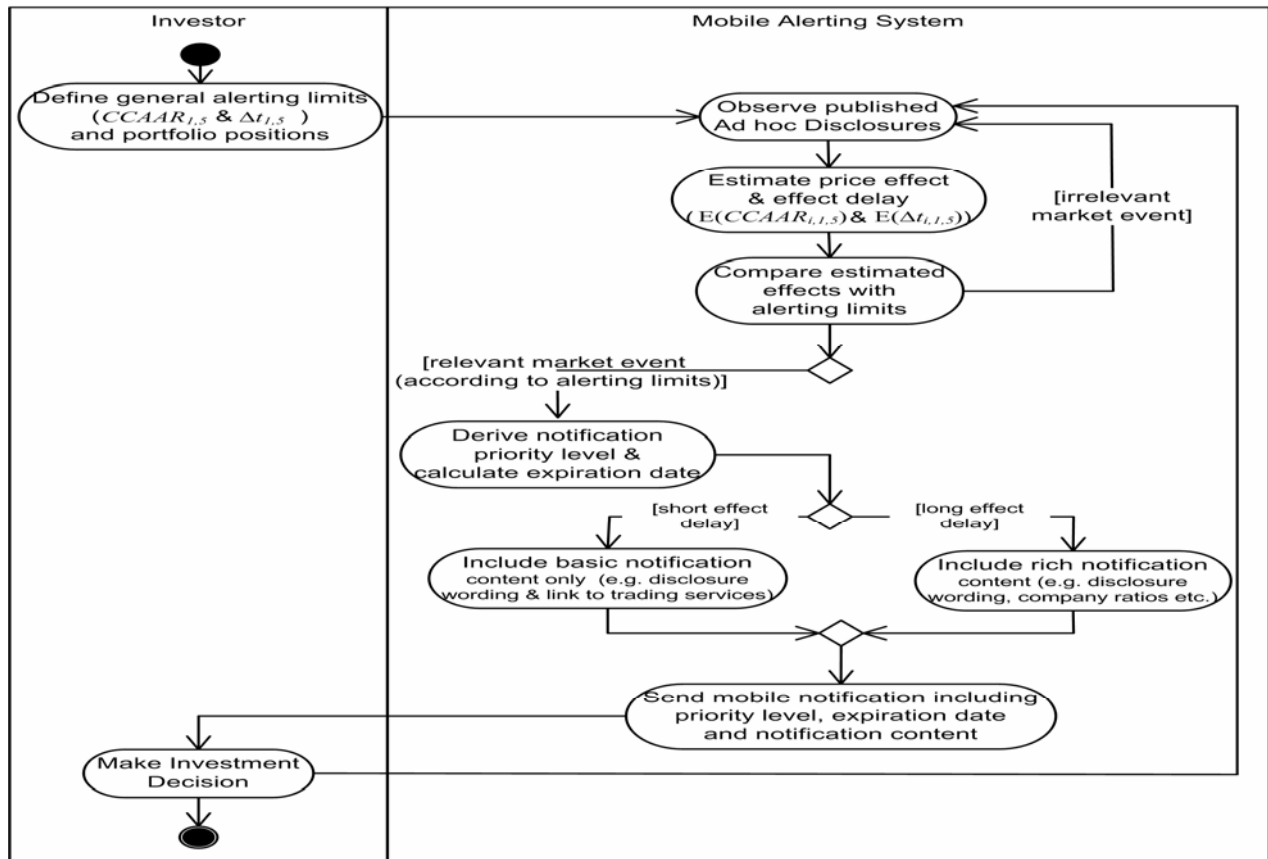 Investor
Mobile Alerting System
Define general alerting limits
(CCAAR1,5 & Δt1,5 )
and portfolio positions
Observe published
Ad hoc Disclosures
Estimate price effect
& effect delay
(E(CCAARi,1,5)& E(Δti,1,5))
[irrelevant
market event]
Compare estimated
effects with
alerting limits
[relevant market event
(according to alerting limits)]
Derive notification
priority level &
calculate expiration date
[short effect
delay]
[long effect
delay]
Include basic notification
content only (e.g. disclosure
wording & link to trading services)
Include rich notification
content (e.g. disclosure
wording, company ratios etc.)
Send mobile notification including
priority level, expiration date
and notification content
Make Investment
Decision